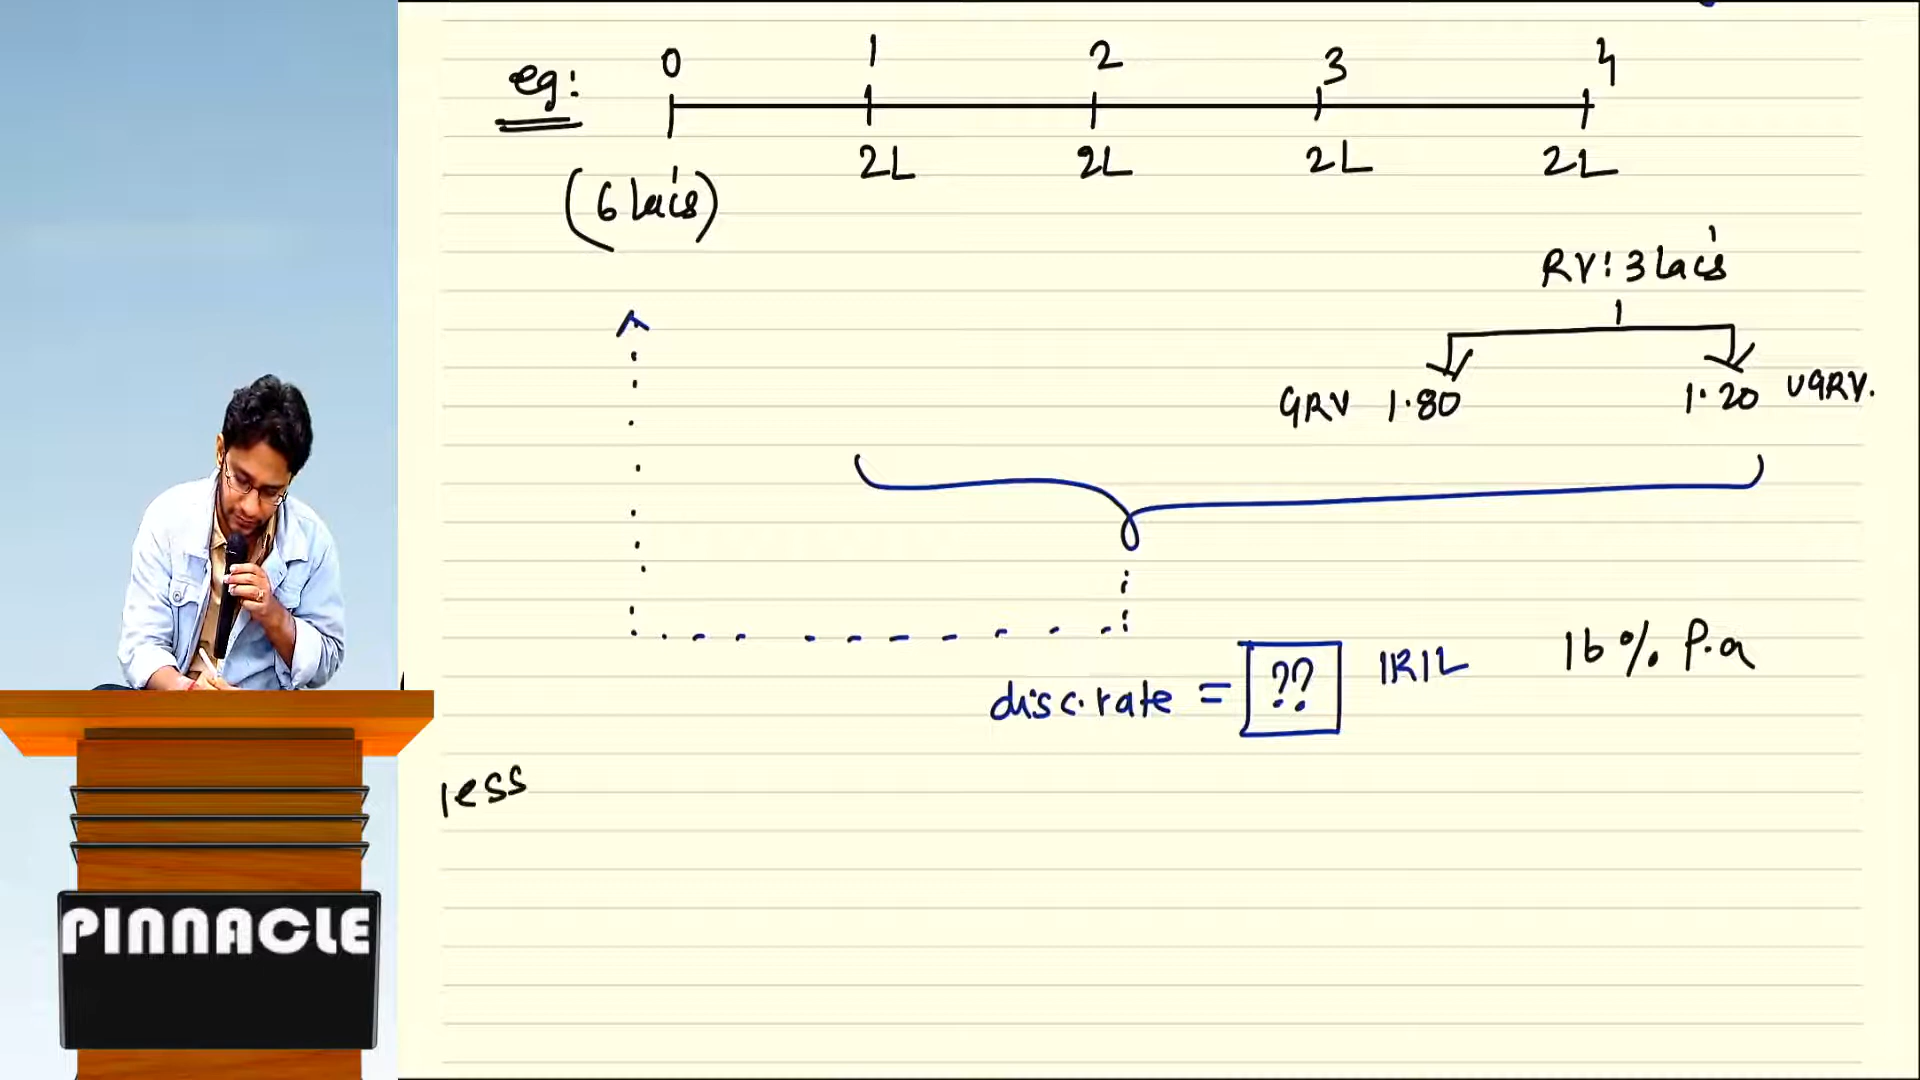 eg: 0 1 2 3 4
(6 lacs) 2L 2L 2L 2L
RV: 3 lacs
GRV 1.80 1.20 UGRV.
disc. rate = ?? IRIL 16% P.a
less
PINNACLE